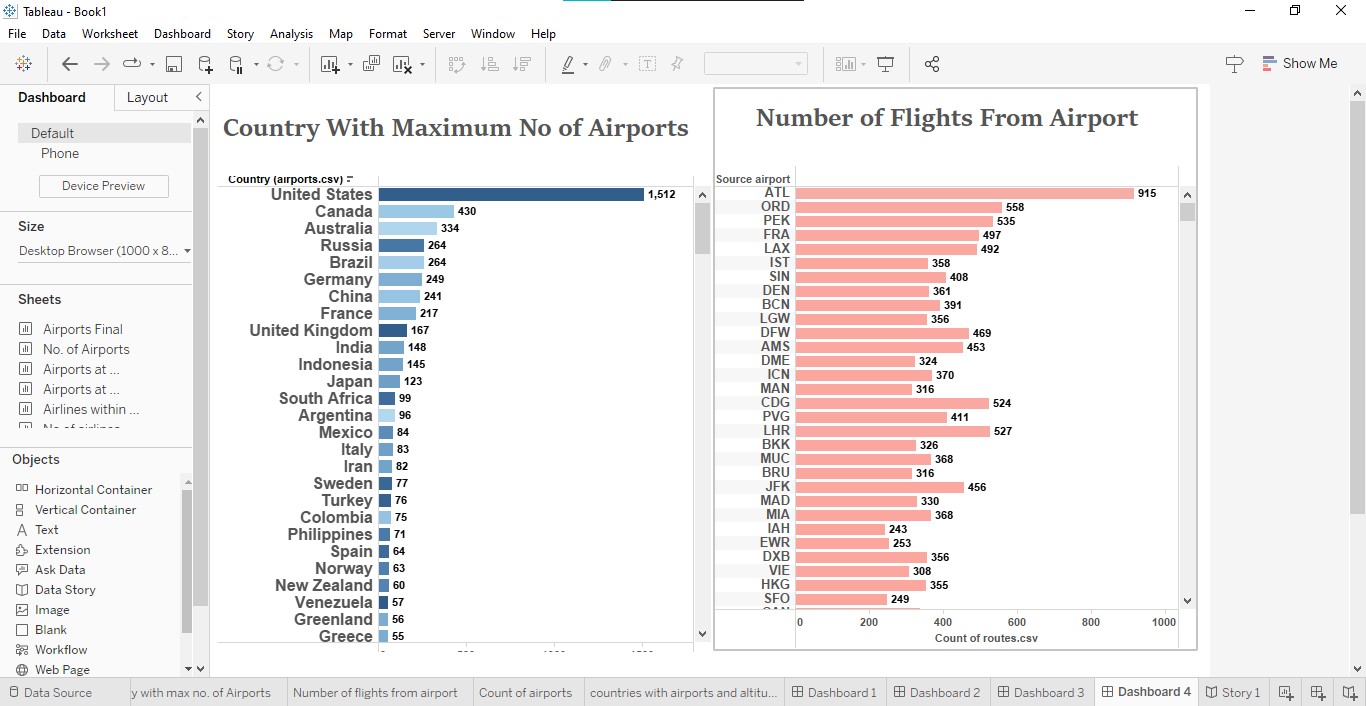 Tableau - Book1
File Data Worksheet Dashboard Story Analysis Map Format Server Window Help
Show Me
Dashboard Layout
Default
Phone
Device Preview
Size
Desktop Browser (1000 x 8...
Sheets
Airports Final
No. of Airports
Airports at ...
Airports at ...
Airlines within ...
No of airlines
Objects
Horizontal Container
Vertical Container
Text
Extension
Ask Data
Data Story
Image
Blank
Workflow
Web Page
Country With Maximum No of Airports
Country (airports.csv)
United States 1,512
Canada 430
Australia 334
Russia 264
Brazil 264
Germany 249
China 241
France 217
United Kingdom 167
India 148
Indonesia 145
Japan 123
South Africa 99
Argentina 96
Mexico 84
Italy 83
Iran 82
Sweden 77
Turkey 76
Colombia 75
Philippines 71
Spain 64
Norway 63
New Zealand 60
Venezuela 57
Greenland 56
Greece 55
Number of Flights From Airport
Source airport
ATL 915
ORD 558
PEK 535
FRA 497
LAX 492
IST 358
SIN 408
DEN 361
BCN 391
LGW 356
DFW 469
AMS 453
DME 324
ICN 370
MAN 316
CDG 524
PVG 411
LHR 527
BKK 326
MUC 368
BRU 316
JFK 456
MAD 330
MIA 368
IAH 243
EWR 253
DXB 356
VIE 308
HKG 355
SFO 249
0 200 400 600 800 1000
Count of routes.csv
Data Source y with max no. of Airports Number of flights from airport Count of airports countries with airports and altitu... Dashboard 1 Dashboard 2 Dashboard 3 Dashboard 4 Story 1